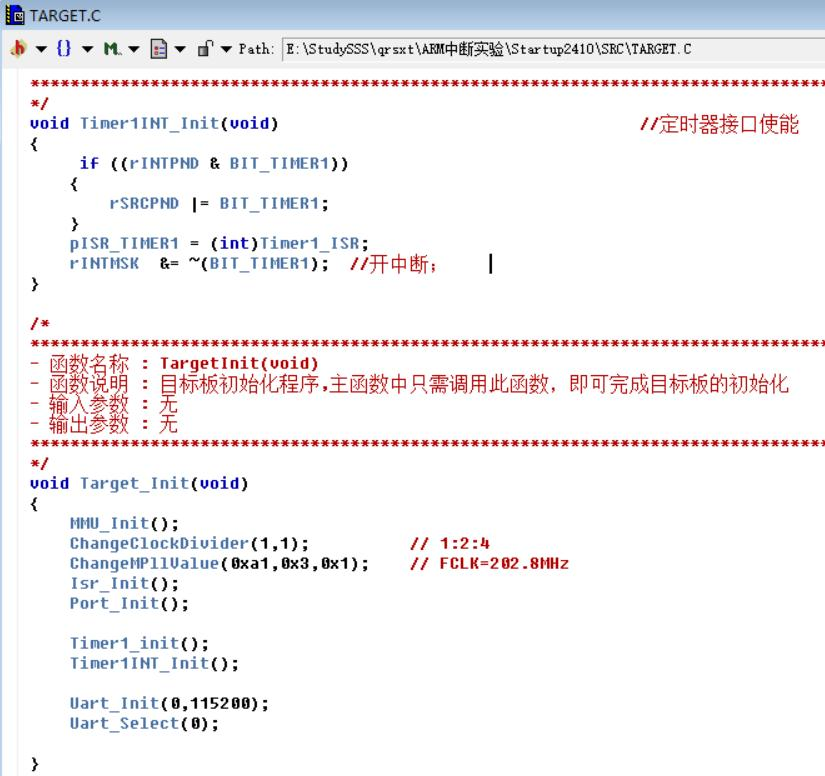 TARGET.C
h {} M. Path: E:\StudySSS\qrsxt\ARM中断实验\Startup2410\SRC\TARGET.C
********************************************************************************
*/
void Timer1INT_Init(void) //定时器接口使能
{
if ((rINTPND & BIT_TIMER1))
{
rSRCPND |= BIT_TIMER1;
}
pISR_TIMER1 = (int)Timer1_ISR;
rINTMSK &= ~(BIT_TIMER1); //开中断;
}
/*
********************************************************************************
- 函数名称 : TargetInit(void)
- 函数说明 : 目标板初始化程序,主函数中只需调用此函数，即可完成目标板的初始化
- 输入参数 : 无
- 输出参数 : 无
********************************************************************************
*/
void Target_Init(void)
{
MMU_Init();
ChangeClockDivider(1,1); // 1:2:4
ChangeMPllValue(0xa1,0x3,0x1); // FCLK=202.8MHz
Isr_Init();
Port_Init();
Timer1_init();
Timer1INT_Init();
Uart_Init(0,115200);
Uart_Select(0);
}